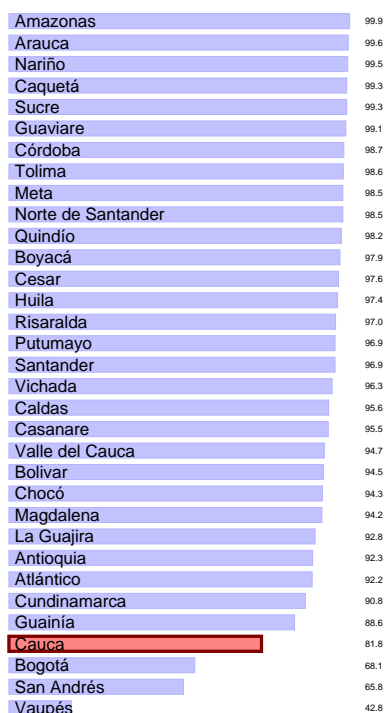 Amazonas 99.9
Arauca 99.6
Nariño 99.5
Caquetá 99.3
Sucre 99.3
Guaviare 99.1
Córdoba 98.7
Tolima 98.6
Meta 98.5
Norte de Santander 98.5
Quindío 98.2
Boyacá 97.9
Cesar 97.6
Huila 97.4
Risaralda 97.0
Putumayo 96.9
Santander 96.9
Vichada 96.3
Caldas 95.6
Casanare 95.5
Valle del Cauca 94.7
Bolivar 94.5
Chocó 94.3
Magdalena 94.2
La Guajira 92.8
Antioquia 92.3
Atlántico 92.2
Cundinamarca 90.8
Guainía 88.6
Cauca 81.8
Bogotá 68.1
San Andrés 65.8
Vaupés 42.8